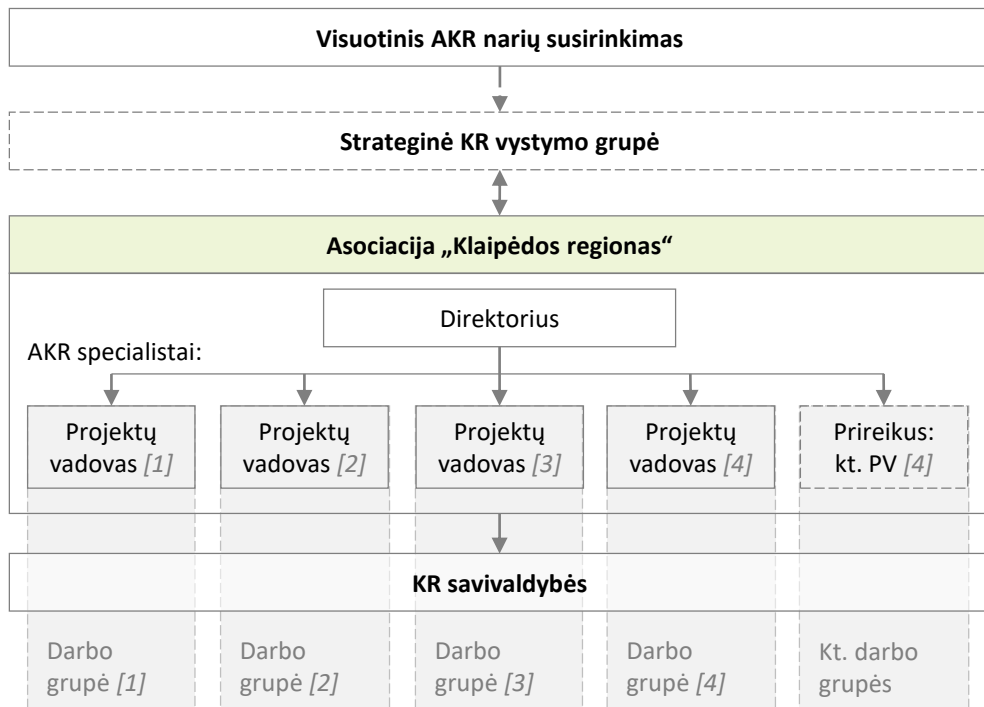 Visuotinis AKR narių susirinkimas
Strateginė KR vystymo grupė
Asociacija „Klaipėdos regionas“
Direktorius
AKR specialistai:
Projektų
vadovas [1]
Projektų
vadovas [2]
Projektų
vadovas [3]
Projektų
vadovas [4]
Prireikus:
kt. PV [4]
KR savivaldybės
Darbo
grupė [1]
Darbo
grupė [2]
Darbo
grupė [3]
Darbo
grupė [4]
Kt. darbo
grupės